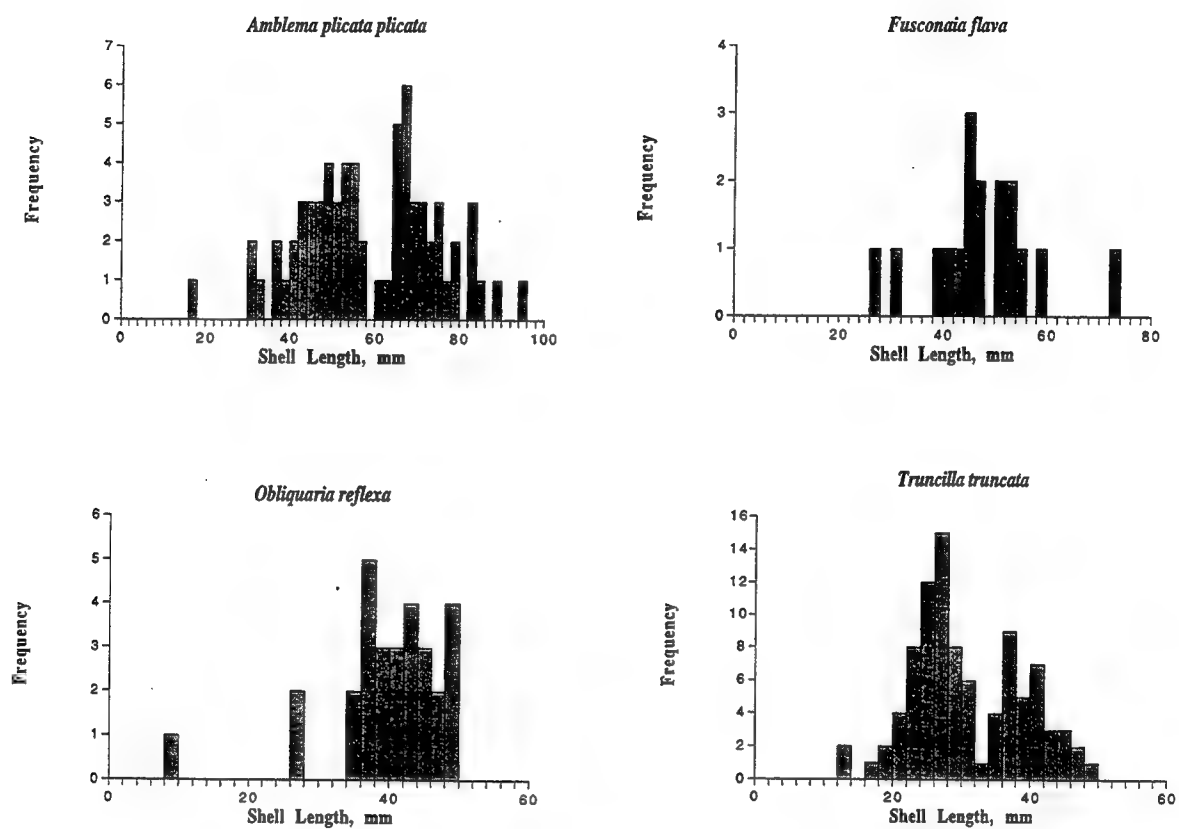 Amblema plicata plicata
7
6
5
4
3
2
1
0
Frequency
0 20 40 60 80 100
Shell Length, mm
Fusconaia flava
4
3
2
1
0
Frequency
0 20 40 60 80
Shell Length, mm
Obliquaria reflexa
6
5
4
3
2
1
0
Frequency
0 20 40 60
Shell Length, mm
Truncilla truncata
16
14
12
10
8
6
4
2
0
Frequency
0 20 40 60
Shell Length, mm